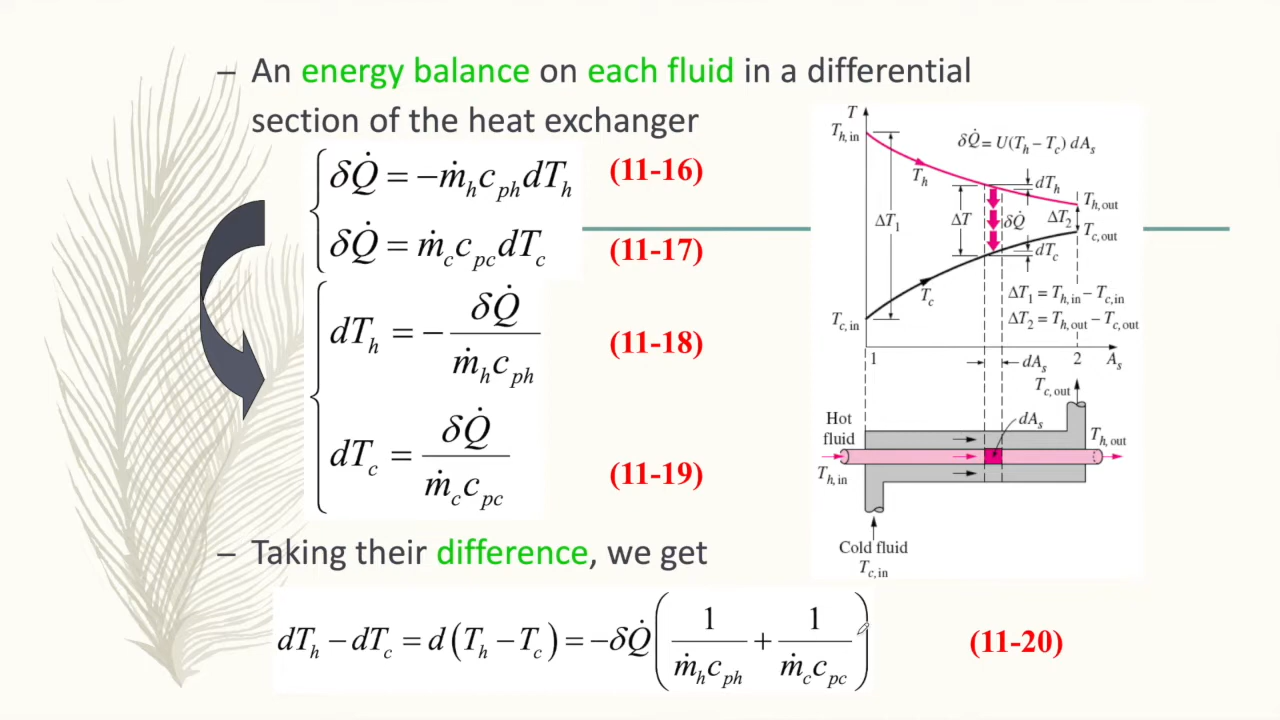 – An energy balance on each fluid in a differential
section of the heat exchanger
δQ̇ = −ṁ_h c_ph dT_h (11-16)
δQ̇ = ṁ_c c_pc dT_c (11-17)
dT_h = − δQ̇ / ṁ_h c_ph (11-18)
dT_c = δQ̇ / ṁ_c c_pc (11-19)
– Taking their difference, we get
dT_h − dT_c = d(T_h − T_c) = −δQ̇ (1 / ṁ_h c_ph + 1 / ṁ_c c_pc) (11-20)
T
T_h, in
δQ̇ = U(T_h − T_c) dA_s
T_h
dT_h
T_h, out
ΔT_1
ΔT
δQ̇
ΔT_2
T_c, out
dT_c
T_c
ΔT_1 = T_h, in − T_c, in
ΔT_2 = T_h, out − T_c, out
T_c, in
1
dA_s
2
A_s
T_c, out
Hot
fluid
dA_s
T_h, out
T_h, in
Cold fluid
T_c, in